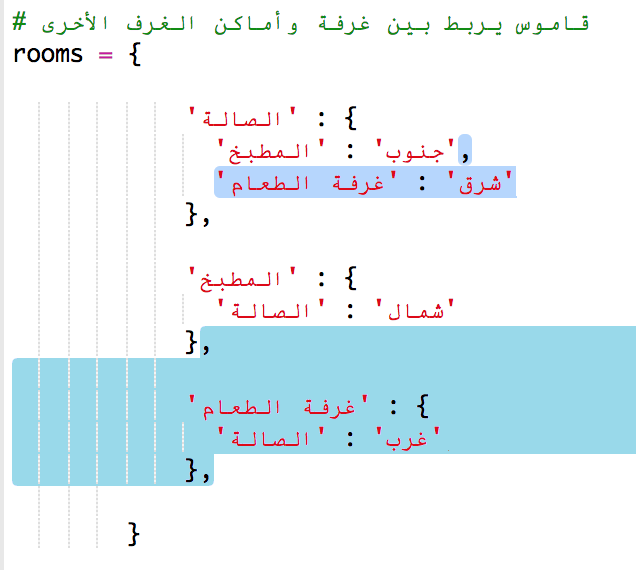 # قاموس يربط بين غرفة وأماكن الغرف الأخرى
rooms = {
'الصالة' : {
'جنوب' : 'المطبخ',
'شرق' : 'غرفة الطعام'
},
'المطبخ' : {
'شمال' : 'الصالة'
},
'غرفة الطعام' : {
'غرب' : 'الصالة'
},
}